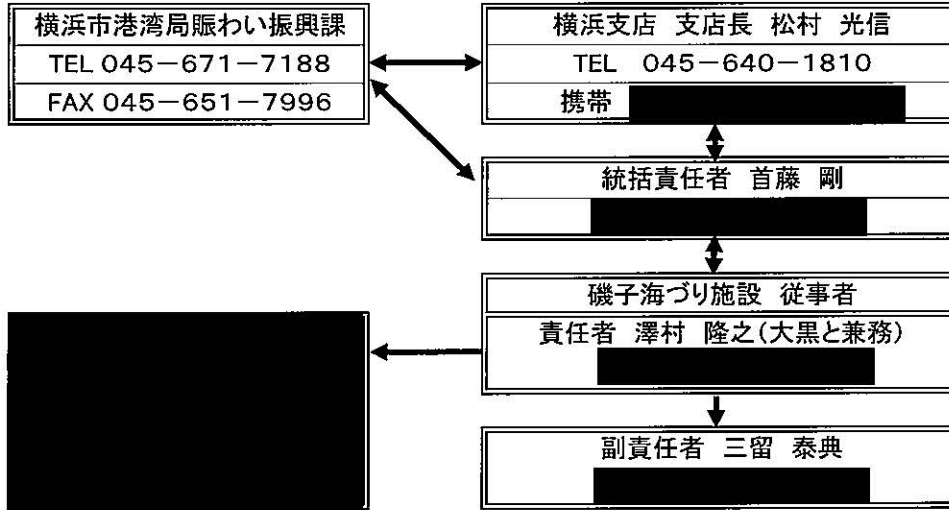 横浜市港湾局賑わい振興課
TEL 045－671－7188
FAX 045－651－7996
横浜支店 支店長 松村 光信
TEL 045－640－1810
携帯
統括責任者 首藤 剛
磯子海づり施設 従事者
責任者 澤村 隆之(大黒と兼務)
副責任者 三留 泰典